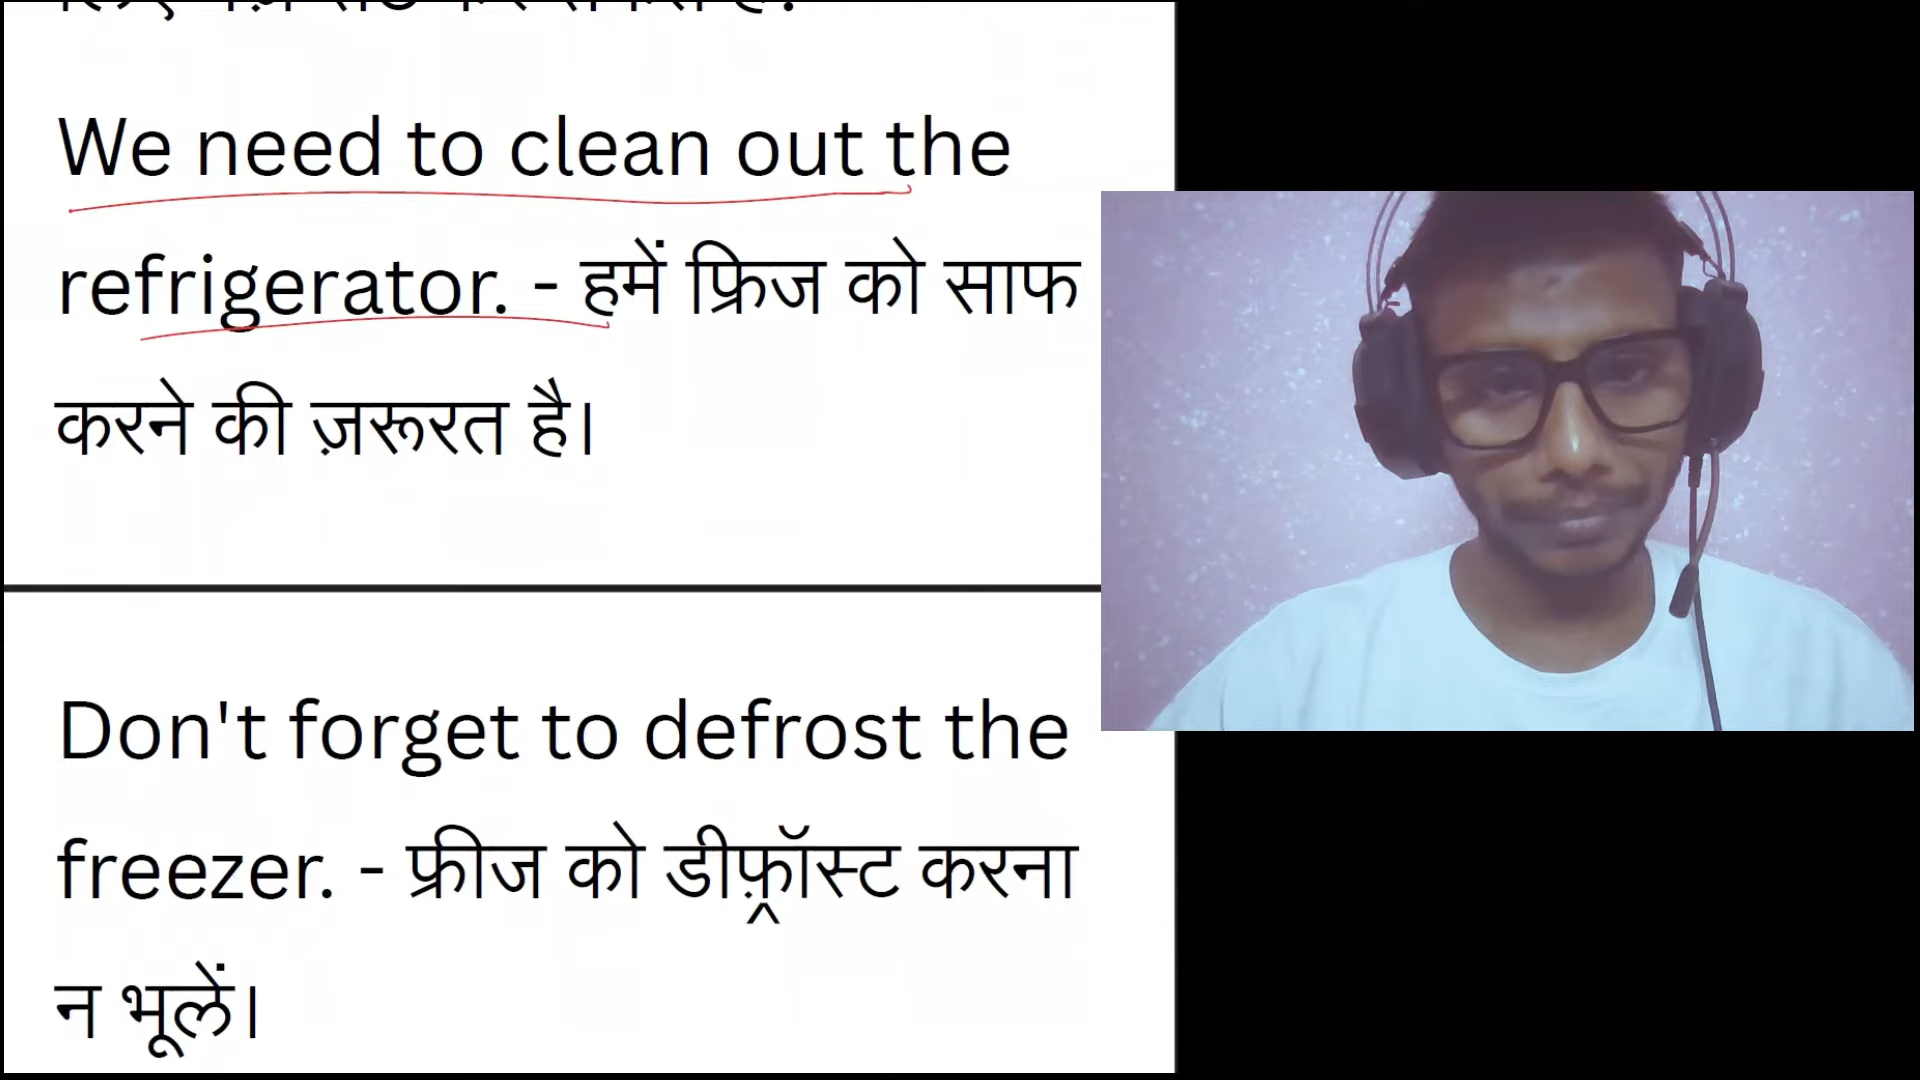 We need to clean out the
refrigerator. - हमें फ्रिज को साफ
करने की ज़रूरत है।
Don't forget to defrost the
freezer. - फ्रीज को डीफ़्रॉस्ट करना
न भूलें।